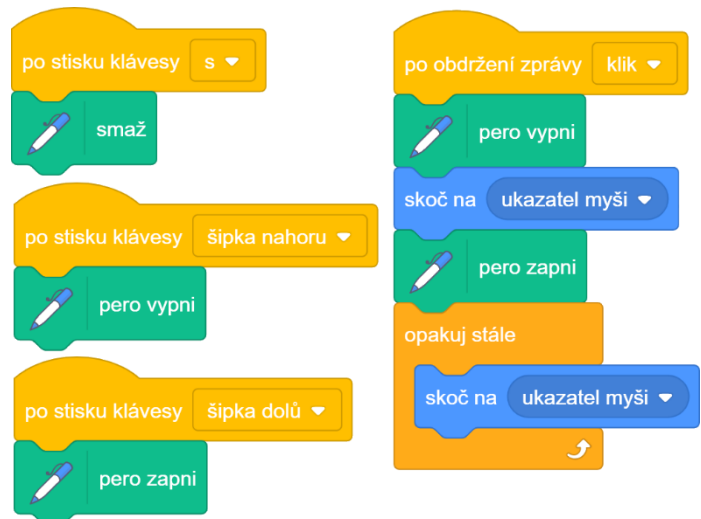 po stisku klávesy s
smaž
po stisku klávesy šipka nahoru
pero vypni
po stisku klávesy šipka dolů
pero zapni
po obdržení zprávy klik
pero vypni
skoč na ukazatel myši
pero zapni
opakuj stále
skoč na ukazatel myši